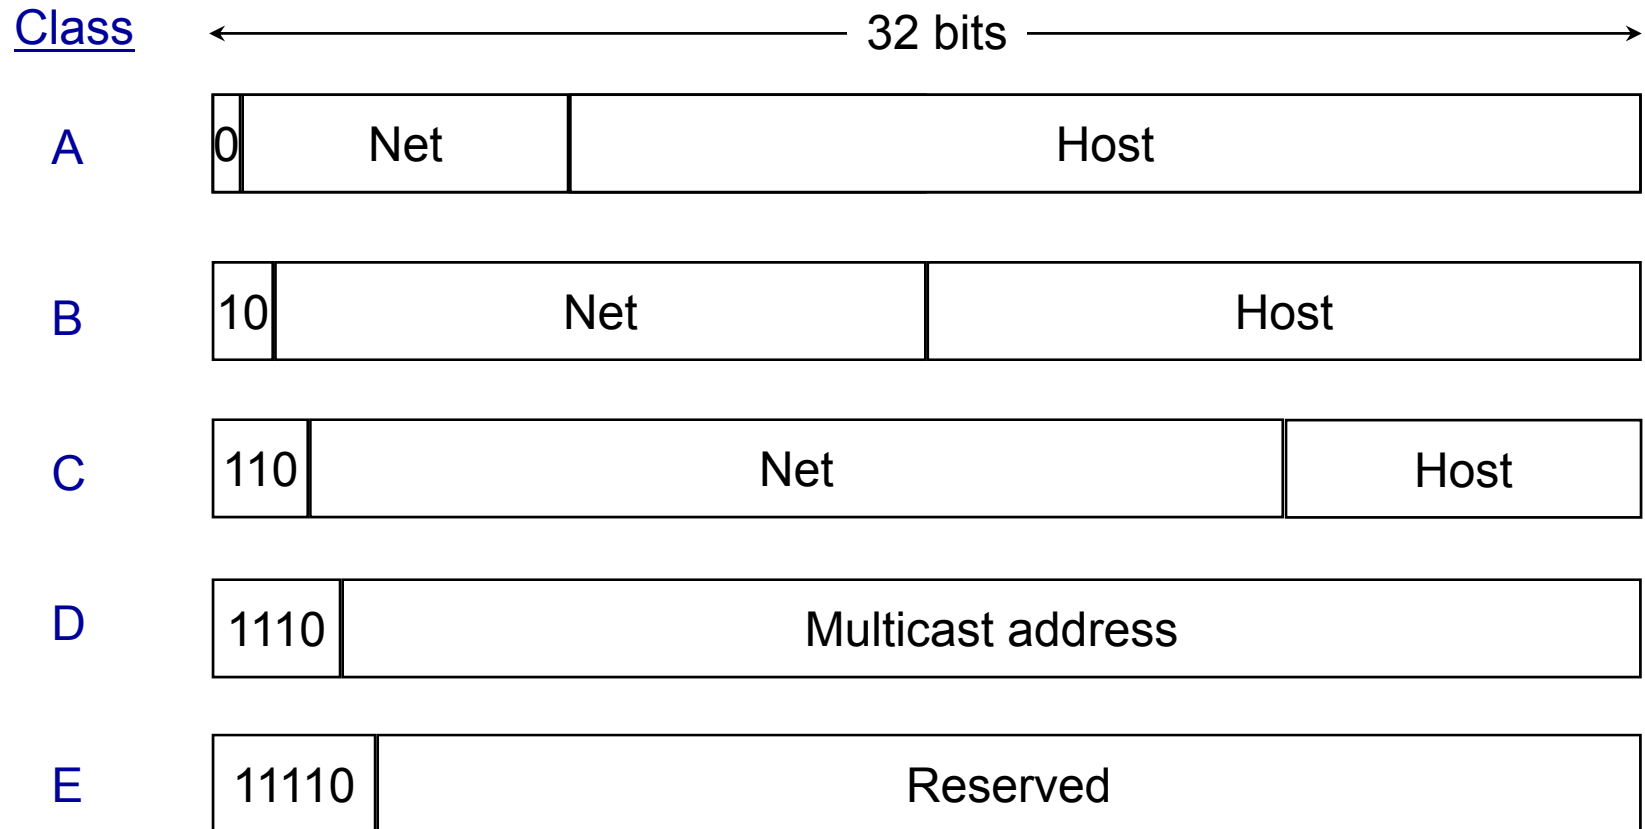 Class 32 bits
A 0 Net Host
B 10 Net Host
C 110 Net Host
D 1110 Multicast address
E 11110 Reserved